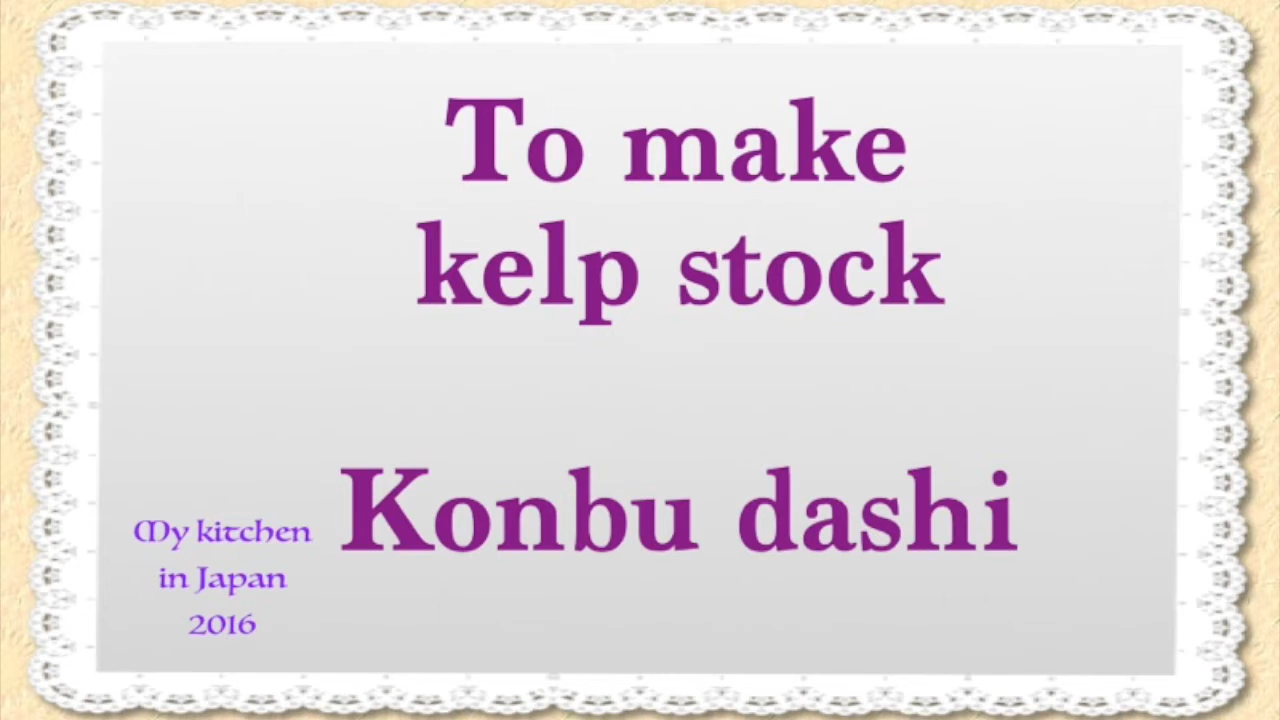 To make
kelp stock
Konbu dashi
My kitchen
in Japan
2016